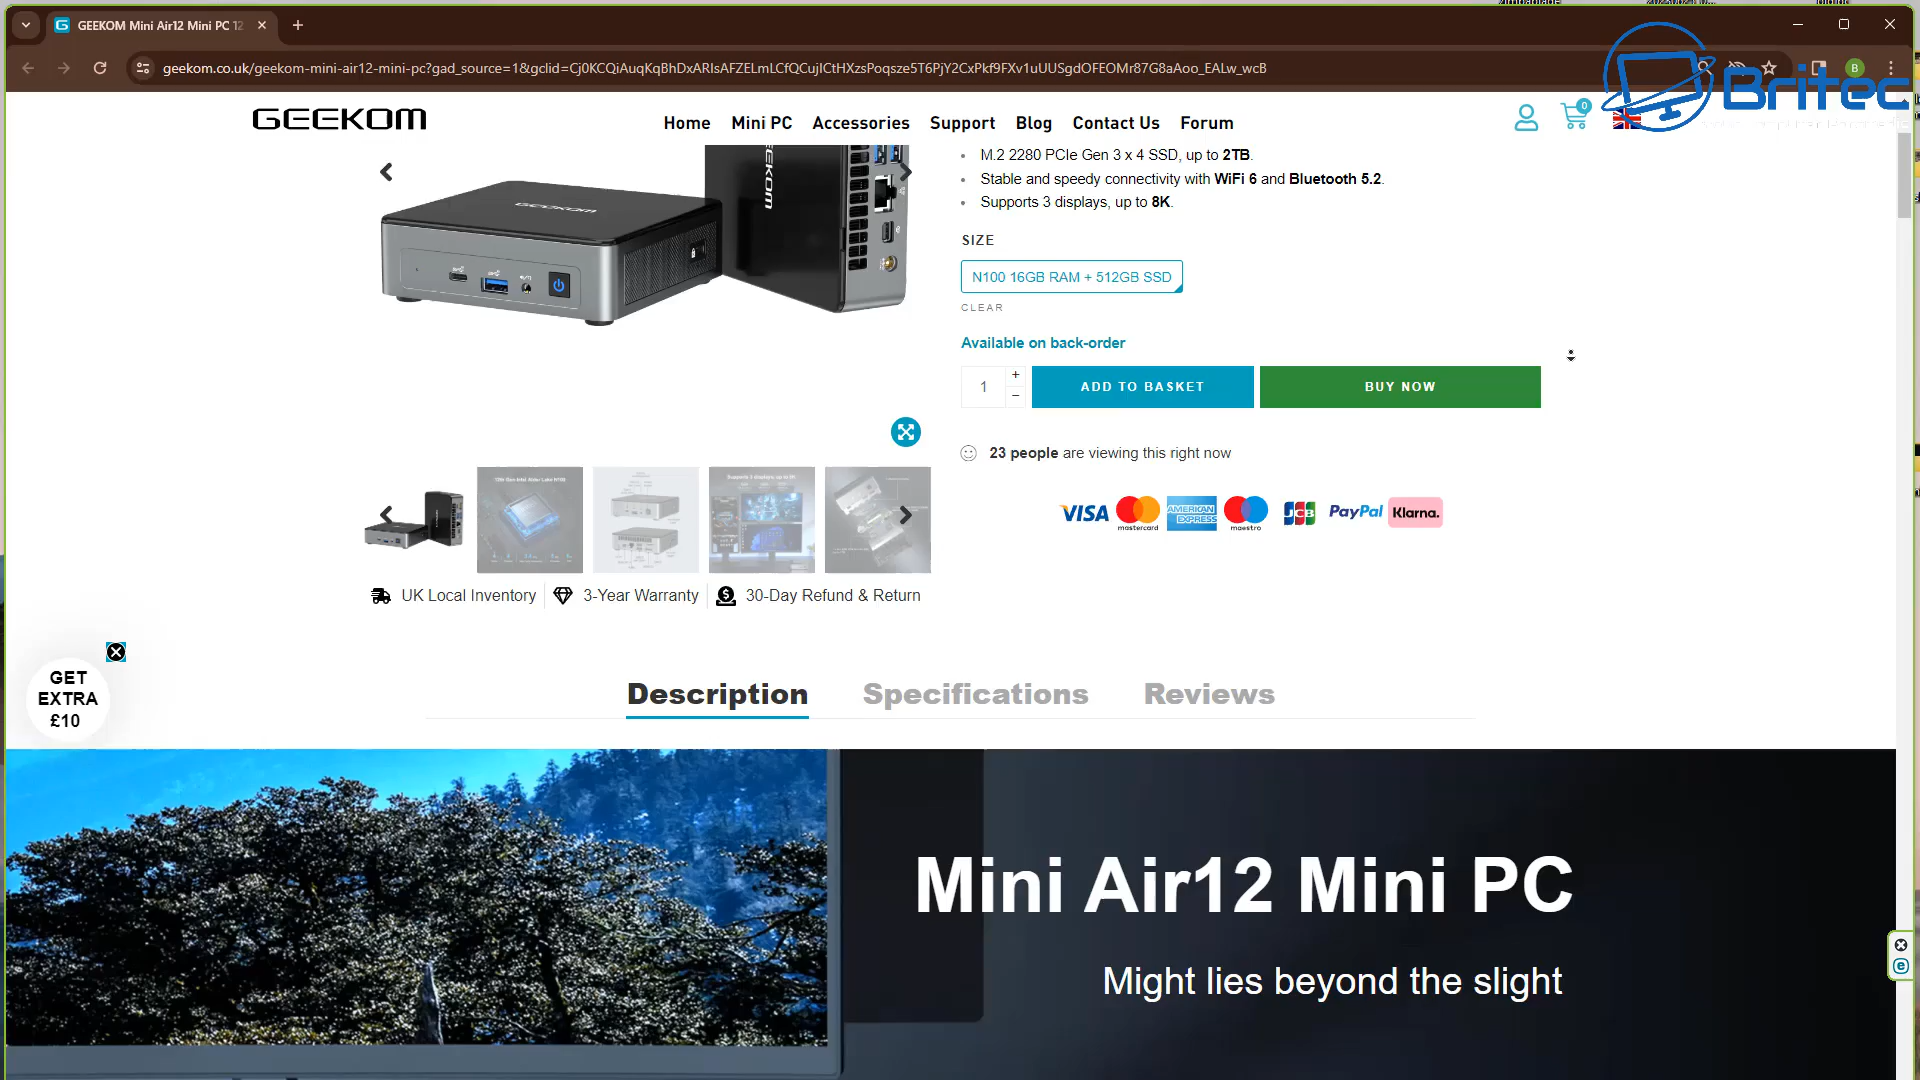 GEEKOM Mini Air12 Mini PC 12
geekom.co.uk/geekom-mini-air12-mini-pc?gad_source=1&gclid=Cj0KCQiAuqKqBhDxARIsAFZELmLCfQCujICtHXzsPoqsze5T6PjY2CxPkf9FXv1uUUSgdOFEOMr87G8aAoo_EALw_wcB
B
Britec
GEEKOM
Home
Mini PC
Accessories
Support
Blog
Contact Us
Forum
0
M.2 2280 PCIe Gen 3 x 4 SSD, up to 2TB.
Stable and speedy connectivity with WiFi 6 and Bluetooth 5.2.
Supports 3 displays, up to 8K.
GEEKOM
GEEKOM
SIZE
N100 16GB RAM + 512GB SSD
CLEAR
Available on back-order
1
+
−
ADD TO BASKET
BUY NOW
23 people are viewing this right now
VISA
mastercard
AMERICAN EXPRESS
maestro
JCB
PayPal
Klarna.
UK Local Inventory
3-Year Warranty
30-Day Refund & Return
GET
EXTRA
£10
Description
Specifications
Reviews
Mini Air12 Mini PC
Might lies beyond the slight